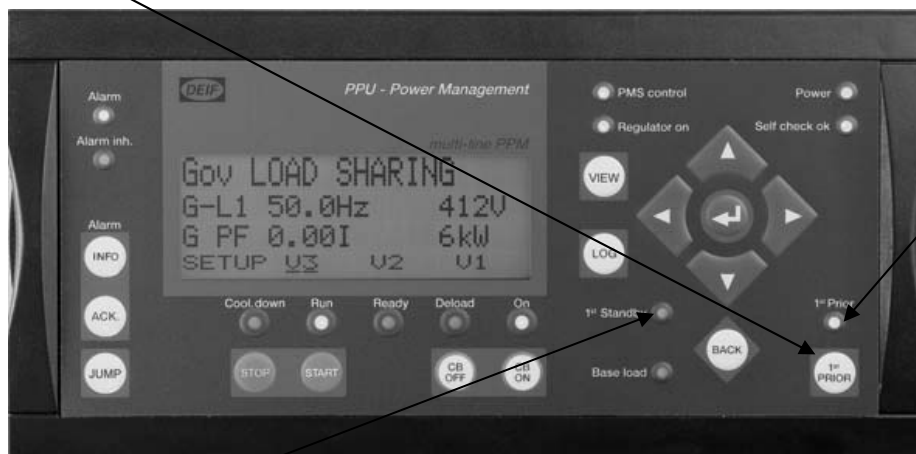 DEIF
PPU - Power Management
multi-line PPM
Gov LOAD SHARING
G-L1 50.0Hz 412V
G PF 0.00I 6kW
SETUP V3 V2 V1
Alarm
Alarm inh.
Alarm
INFO
ACK.
JUMP
Cool.down Run Ready Deload On
STOP START CB OFF CB ON
PMS control Power
Regulator on Self check ok
VIEW
LOG
1st Standby 1st Prior
BACK
Base load
1st PRIOR